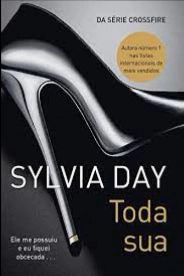 DA SÉRIE CROSSFIRE
Autora número 1
nas listas
internacionais de
mais vendidos
SYLVIA DAY
Toda
sua
Ele me possuiu
e eu fiquei
obcecada . . .